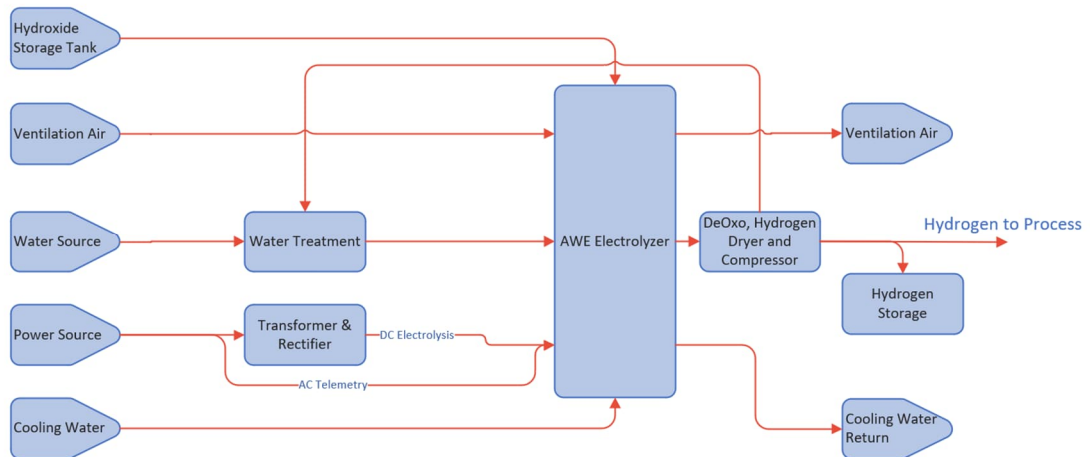 Hydroxide
Storage Tank
Ventilation Air
Ventilation Air
Water Source
Water Treatment
AWE Electrolyzer
DeOxo, Hydrogen
Dryer and
Compressor
Hydrogen to Process
Hydrogen
Storage
Power Source
Transformer &
Rectifier
DC Electrolysis
AC Telemetry
Cooling Water
Cooling Water
Return